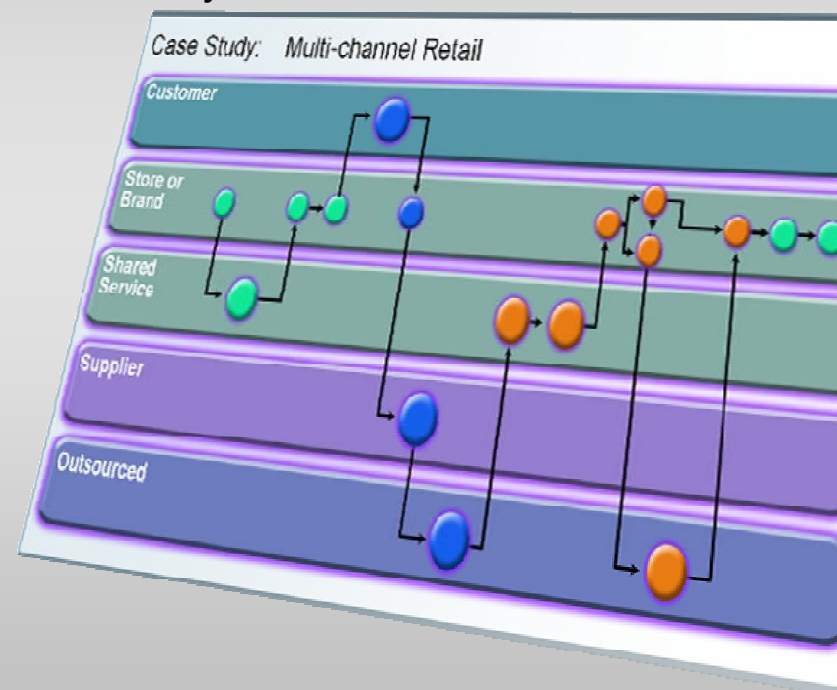 Case Study: Multi-channel Retail
Customer
Store or
Brand
Shared
Service
Supplier
Outsourced